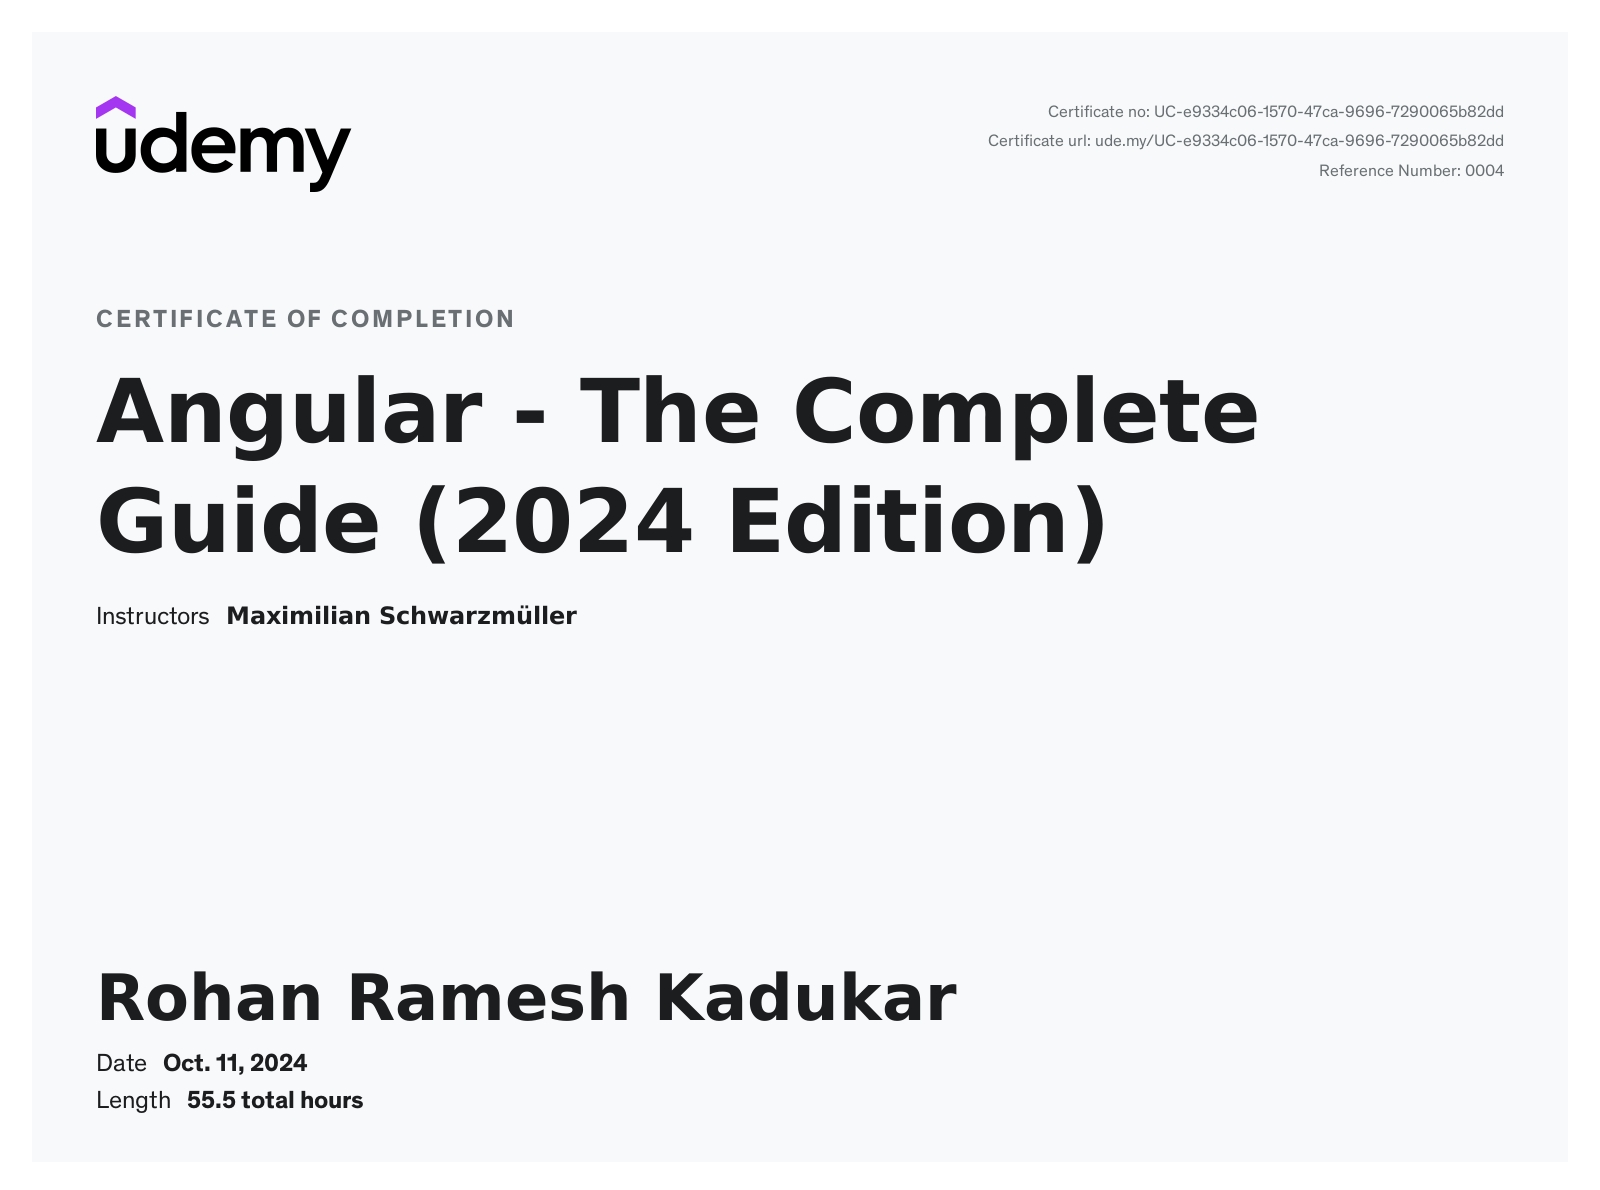 udemy
Certificate no: UC-e9334c06-1570-47ca-9696-7290065b82dd
Certificate url: ude.my/UC-e9334c06-1570-47ca-9696-7290065b82dd
Reference Number: 0004
CERTIFICATE OF COMPLETION
Angular - The Complete
Guide (2024 Edition)
Instructors Maximilian Schwarzmüller
Rohan Ramesh Kadukar
Date Oct. 11, 2024
Length 55.5 total hours